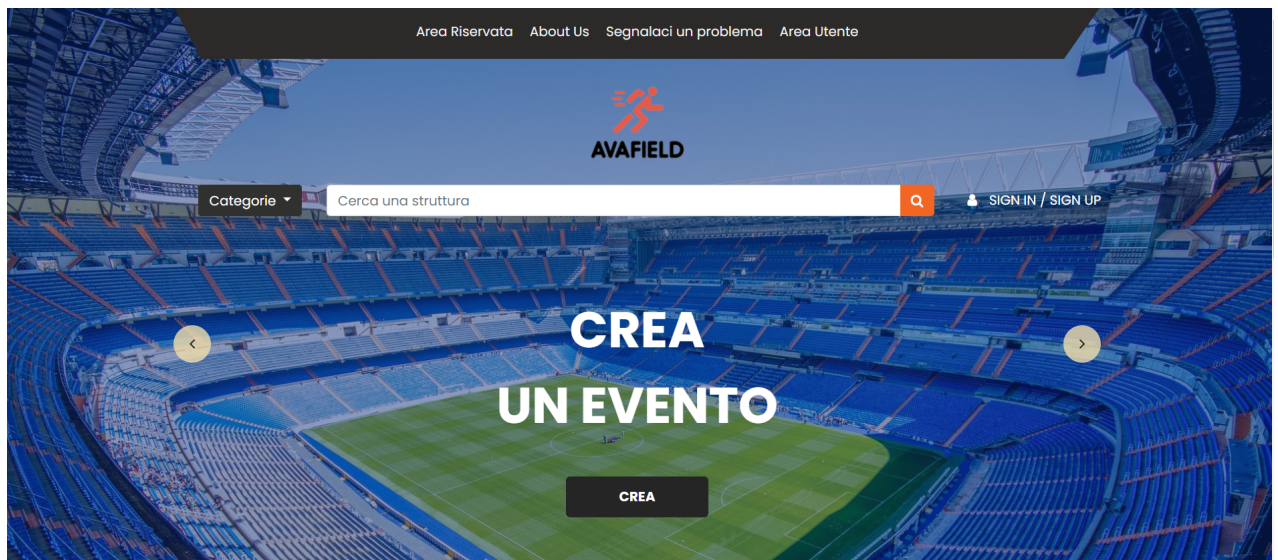 Area Riservata About Us Segnalaci un problema Area Utente
AVAFIELD
Categorie Cerca una struttura SIGN IN / SIGN UP
CREA
UN EVENTO
CREA